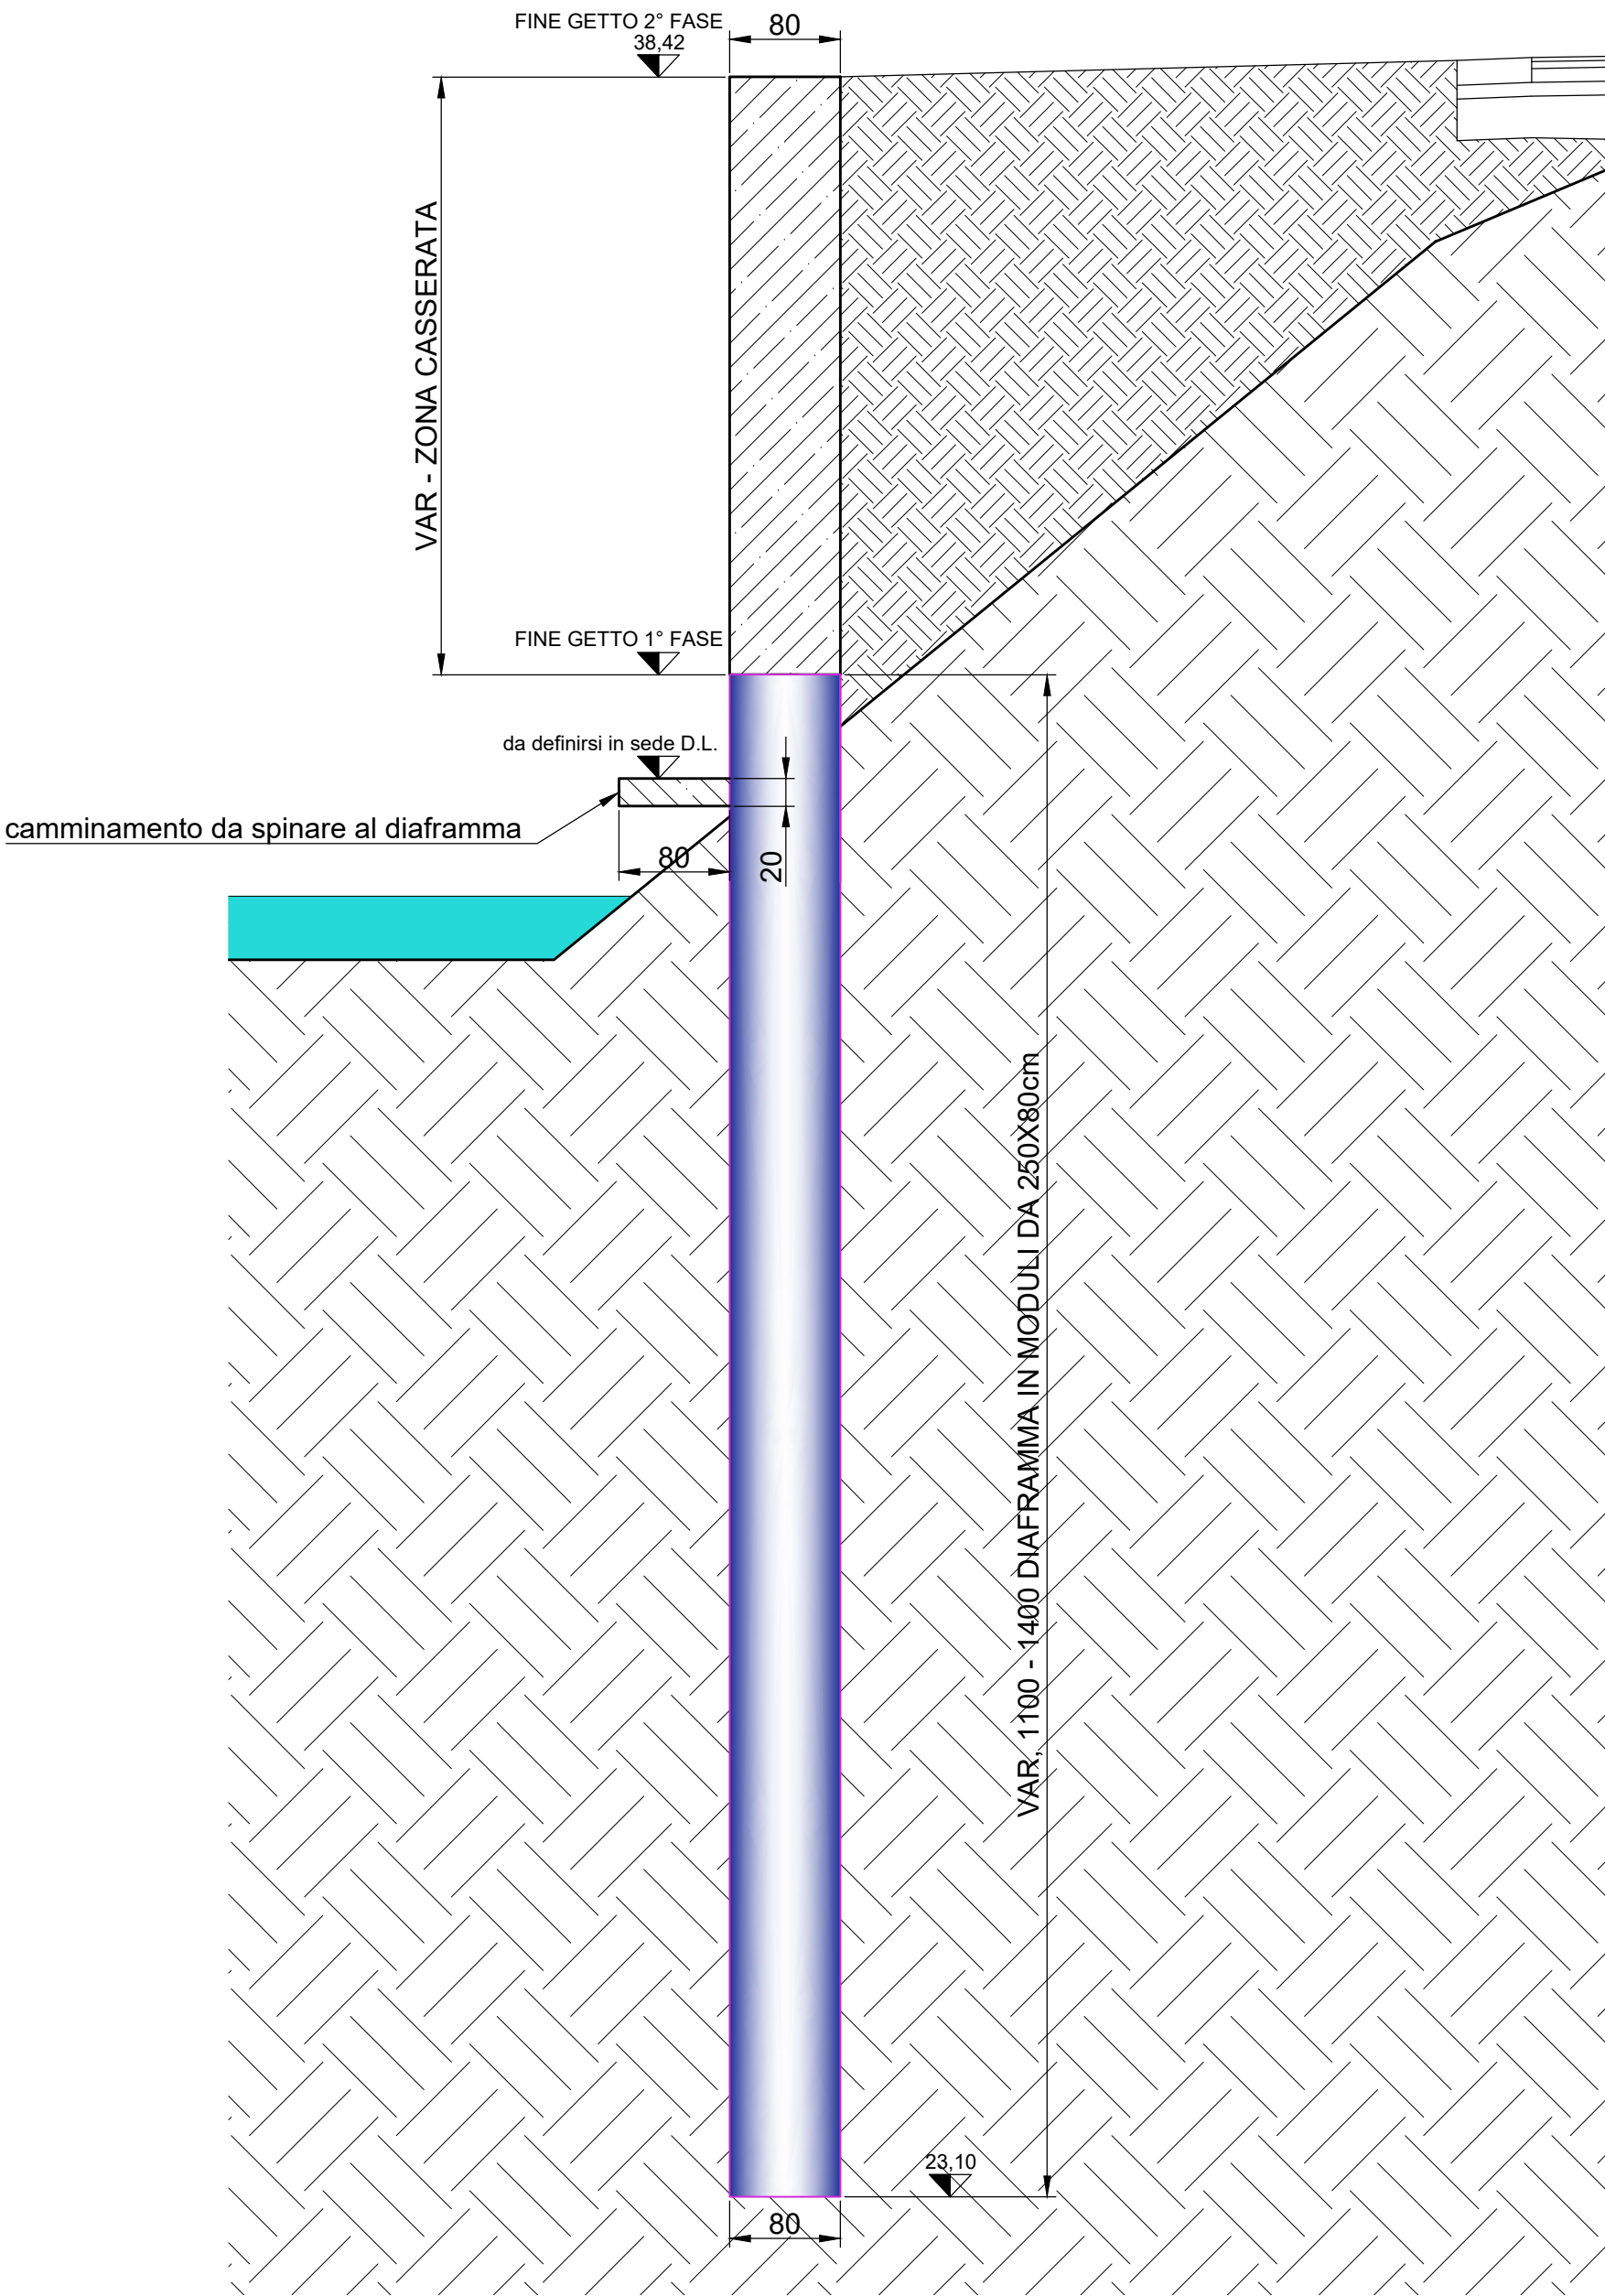 FINE GETTO 2° FASE
38,42
80
VAR - ZONA CASSERATA
FINE GETTO 1° FASE
da definirsi in sede D.L.
camminamento da spinare al diaframma
80
20
VAR, 1100 - 1400 DIAFRAMMA IN MODULI DA 250X80cm
23,10
80